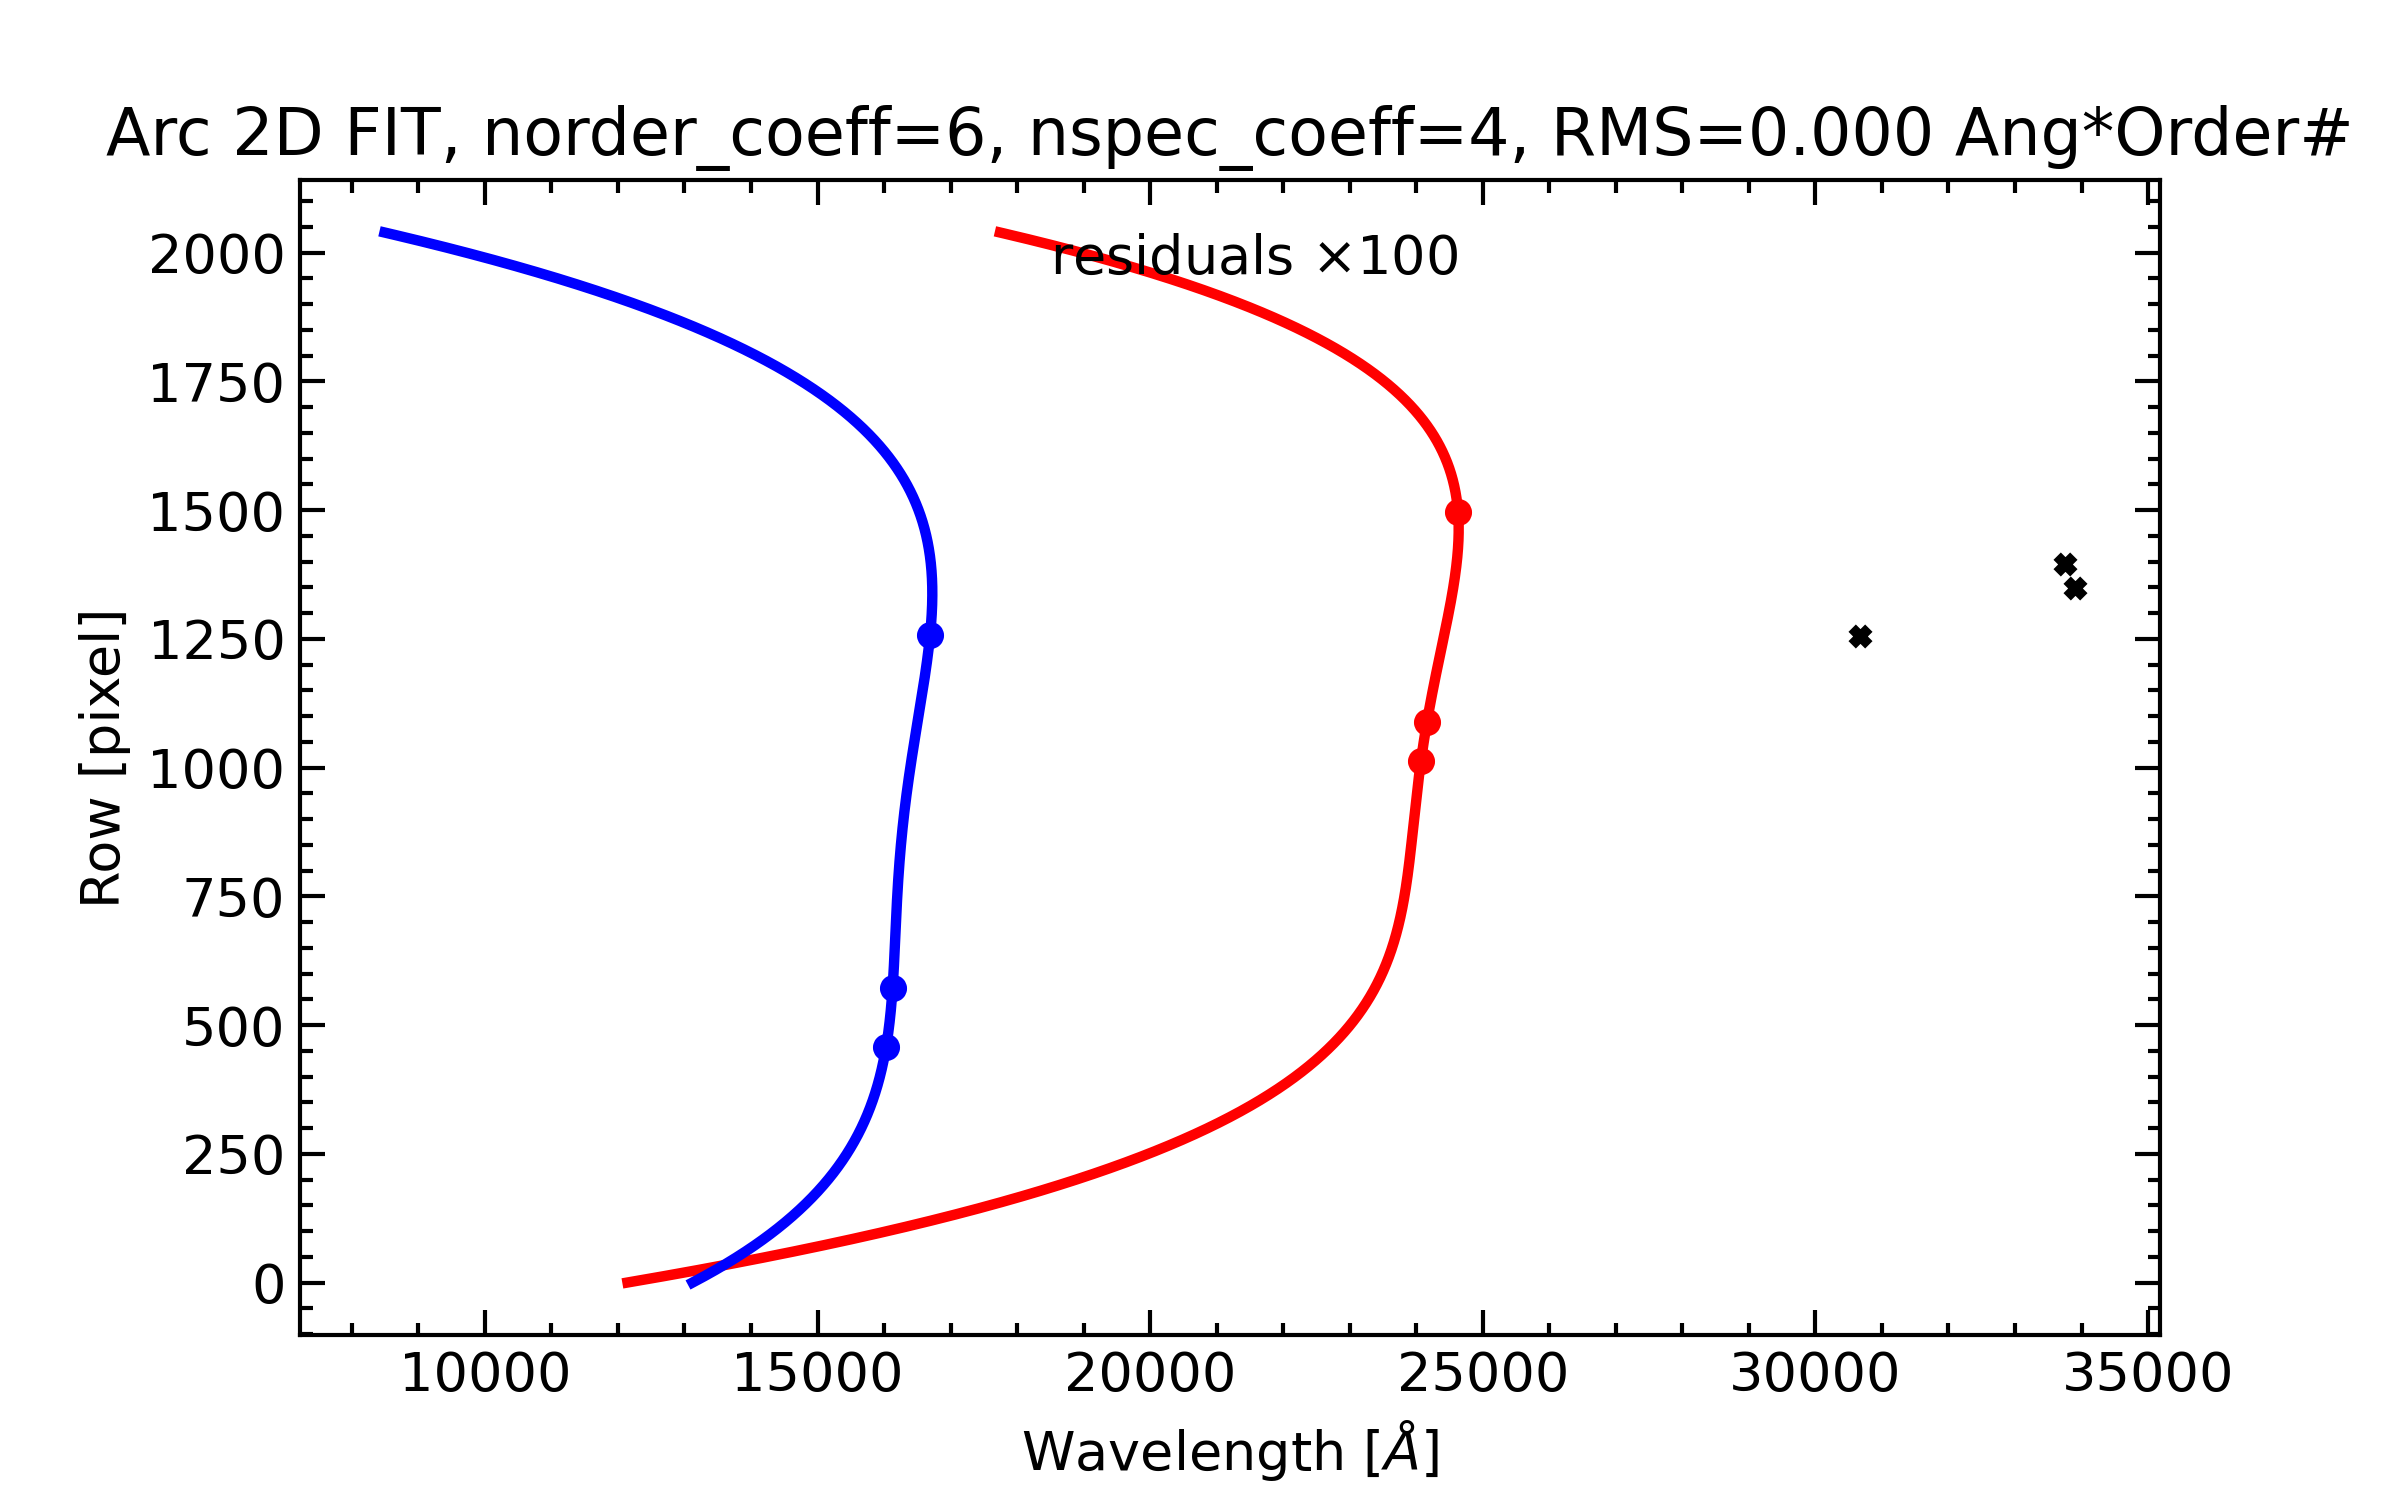 Arc 2D FIT, norder_coeff=6, nspec_coeff=4, RMS=0.000 Ang*Order#
residuals ×100
2000
1750
1500
1250
1000
750
500
250
0
Row [pixel]
10000 15000 20000 25000 30000 35000
Wavelength [Å]